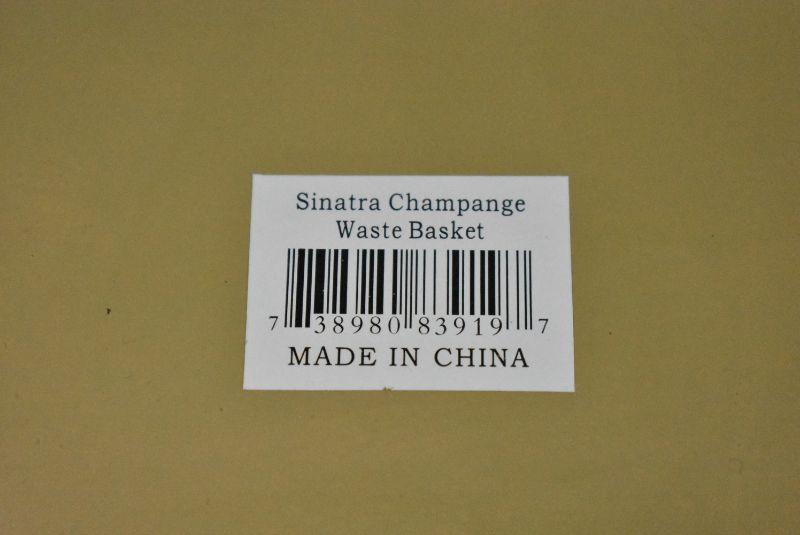 Sinatra Champange
Waste Basket
7 38980 83919 7
MADE IN CHINA